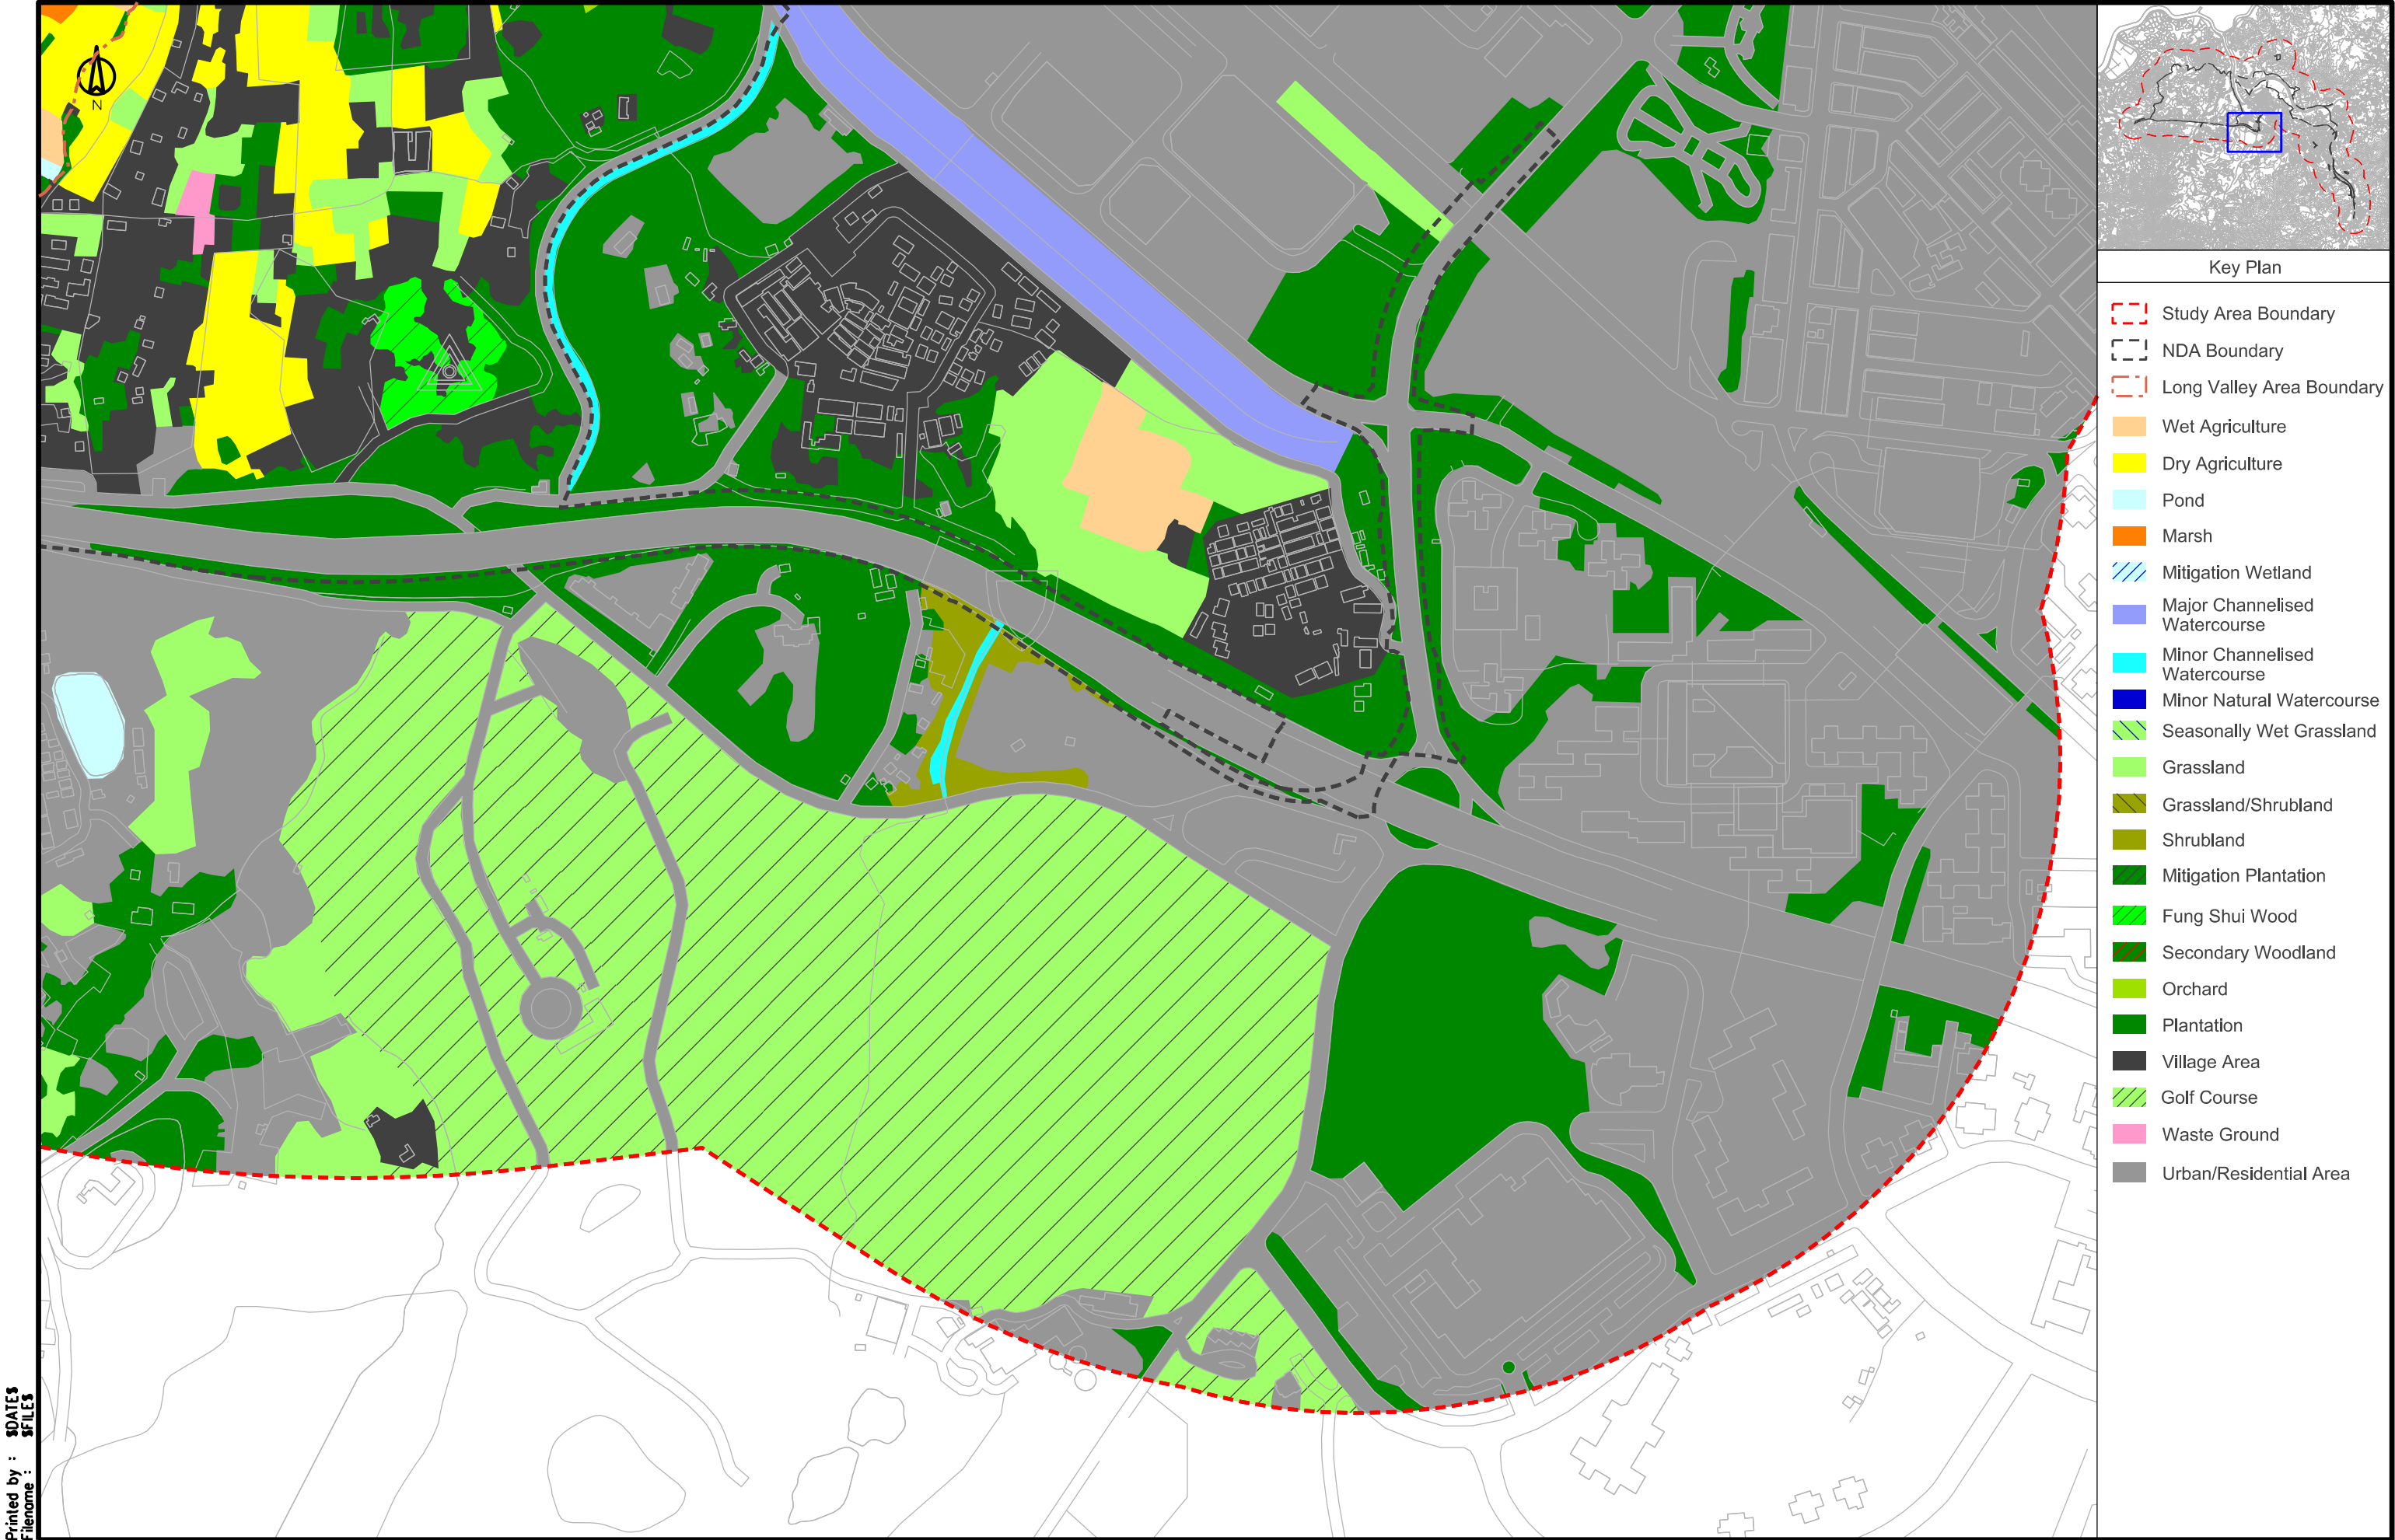 N
Key Plan
Study Area Boundary
NDA Boundary
Long Valley Area Boundary
Wet Agriculture
Dry Agriculture
Pond
Marsh
Mitigation Wetland
Major Channelised
Watercourse
Minor Channelised
Watercourse
Minor Natural Watercourse
Seasonally Wet Grassland
Grassland
Grassland/Shrubland
Shrubland
Mitigation Plantation
Fung Shui Wood
Secondary Woodland
Orchard
Plantation
Village Area
Golf Course
Waste Ground
Urban/Residential Area
Printed by : $DATE$
Filename : $FILE$